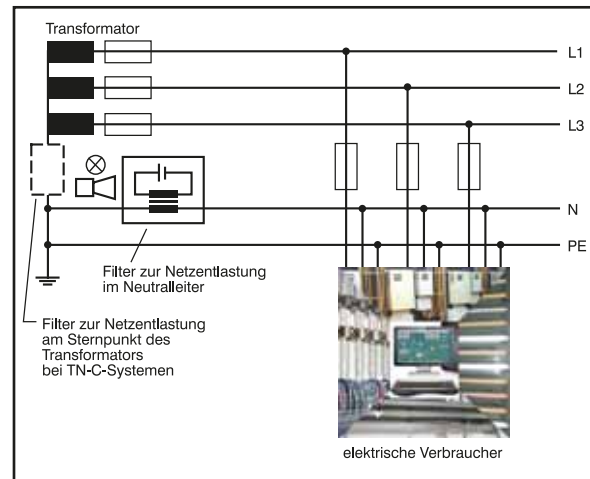 Transformator
L1
L2
L3
N
PE
Filter zur Netzentlastung
im Neutralleiter
Filter zur Netzentlastung
am Sternpunkt des
Transformators
bei TN-C-Systemen
elektrische Verbraucher